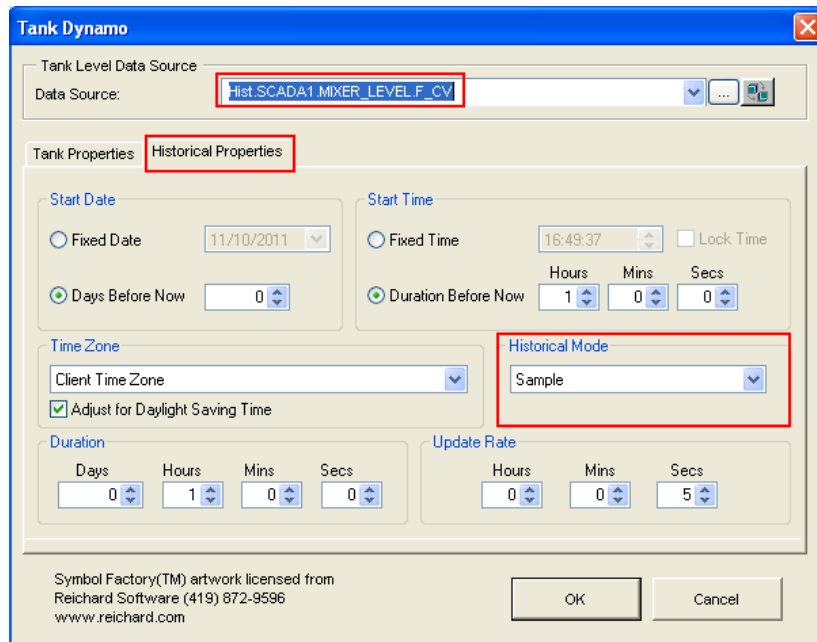 Tank Dynamo
Tank Level Data Source
Data Source: Hist.SCADA1.MIXER_LEVEL.F_CV ...
Tank Properties Historical Properties
Start Date
Fixed Date 11/10/2011
Days Before Now 0
Start Time
Fixed Time 16:49:37 Lock Time
Hours Mins Secs
Duration Before Now 1 0 0
Time Zone
Client Time Zone
Adjust for Daylight Saving Time
Historical Mode
Sample
Duration
Days Hours Mins Secs
0 1 0 0
Update Rate
Hours Mins Secs
0 0 5
Symbol Factory(TM) artwork licensed from
Reichard Software (419) 872-9596
www.reichard.com
OK Cancel